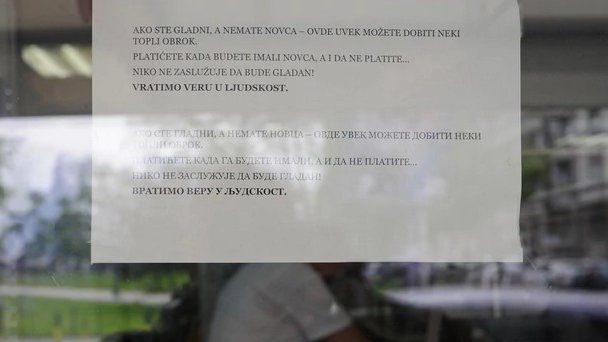 AKO STE GLADNI, A NEMATE NOVCA – OVDE UVEK MOŽETE DOBITI NEKI
TOPLI OBROK.
PLATIĆETE KADA BUDETE IMALI NOVCA, A I DA NE PLATITE...
NIKO NE ZASLUŽUJE DA BUDE GLADAN!
VRATIMO VERU U LJUDSKOST.
АКО СТЕ ГЛАДНИ, А НЕМАТЕ НОВЦА – ОВДЕ УВЕК МОЖЕТЕ ДОБИТИ НЕКИ
ТОПЛИ ОБРОК.
ПЛАТИЋЕТЕ КАДА ГА БУДЕТЕ ИМАЛИ, А И ДА НЕ ПЛАТИТЕ...
НИКО НЕ ЗАСЛУЖУЈЕ ДА БУДЕ ГЛАДАН!
ВРАТИМО ВЕРУ У ЉУДСКОСТ.